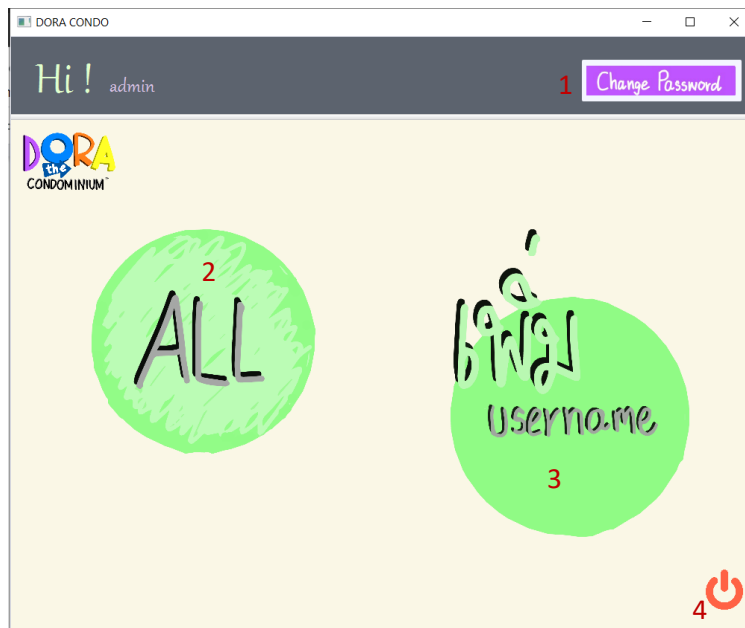 DORA CONDO
Hi ! admin
1 Change Password
DORA
the
CONDOMINIUM
2
ALL
เพิ่ม
username
3
4